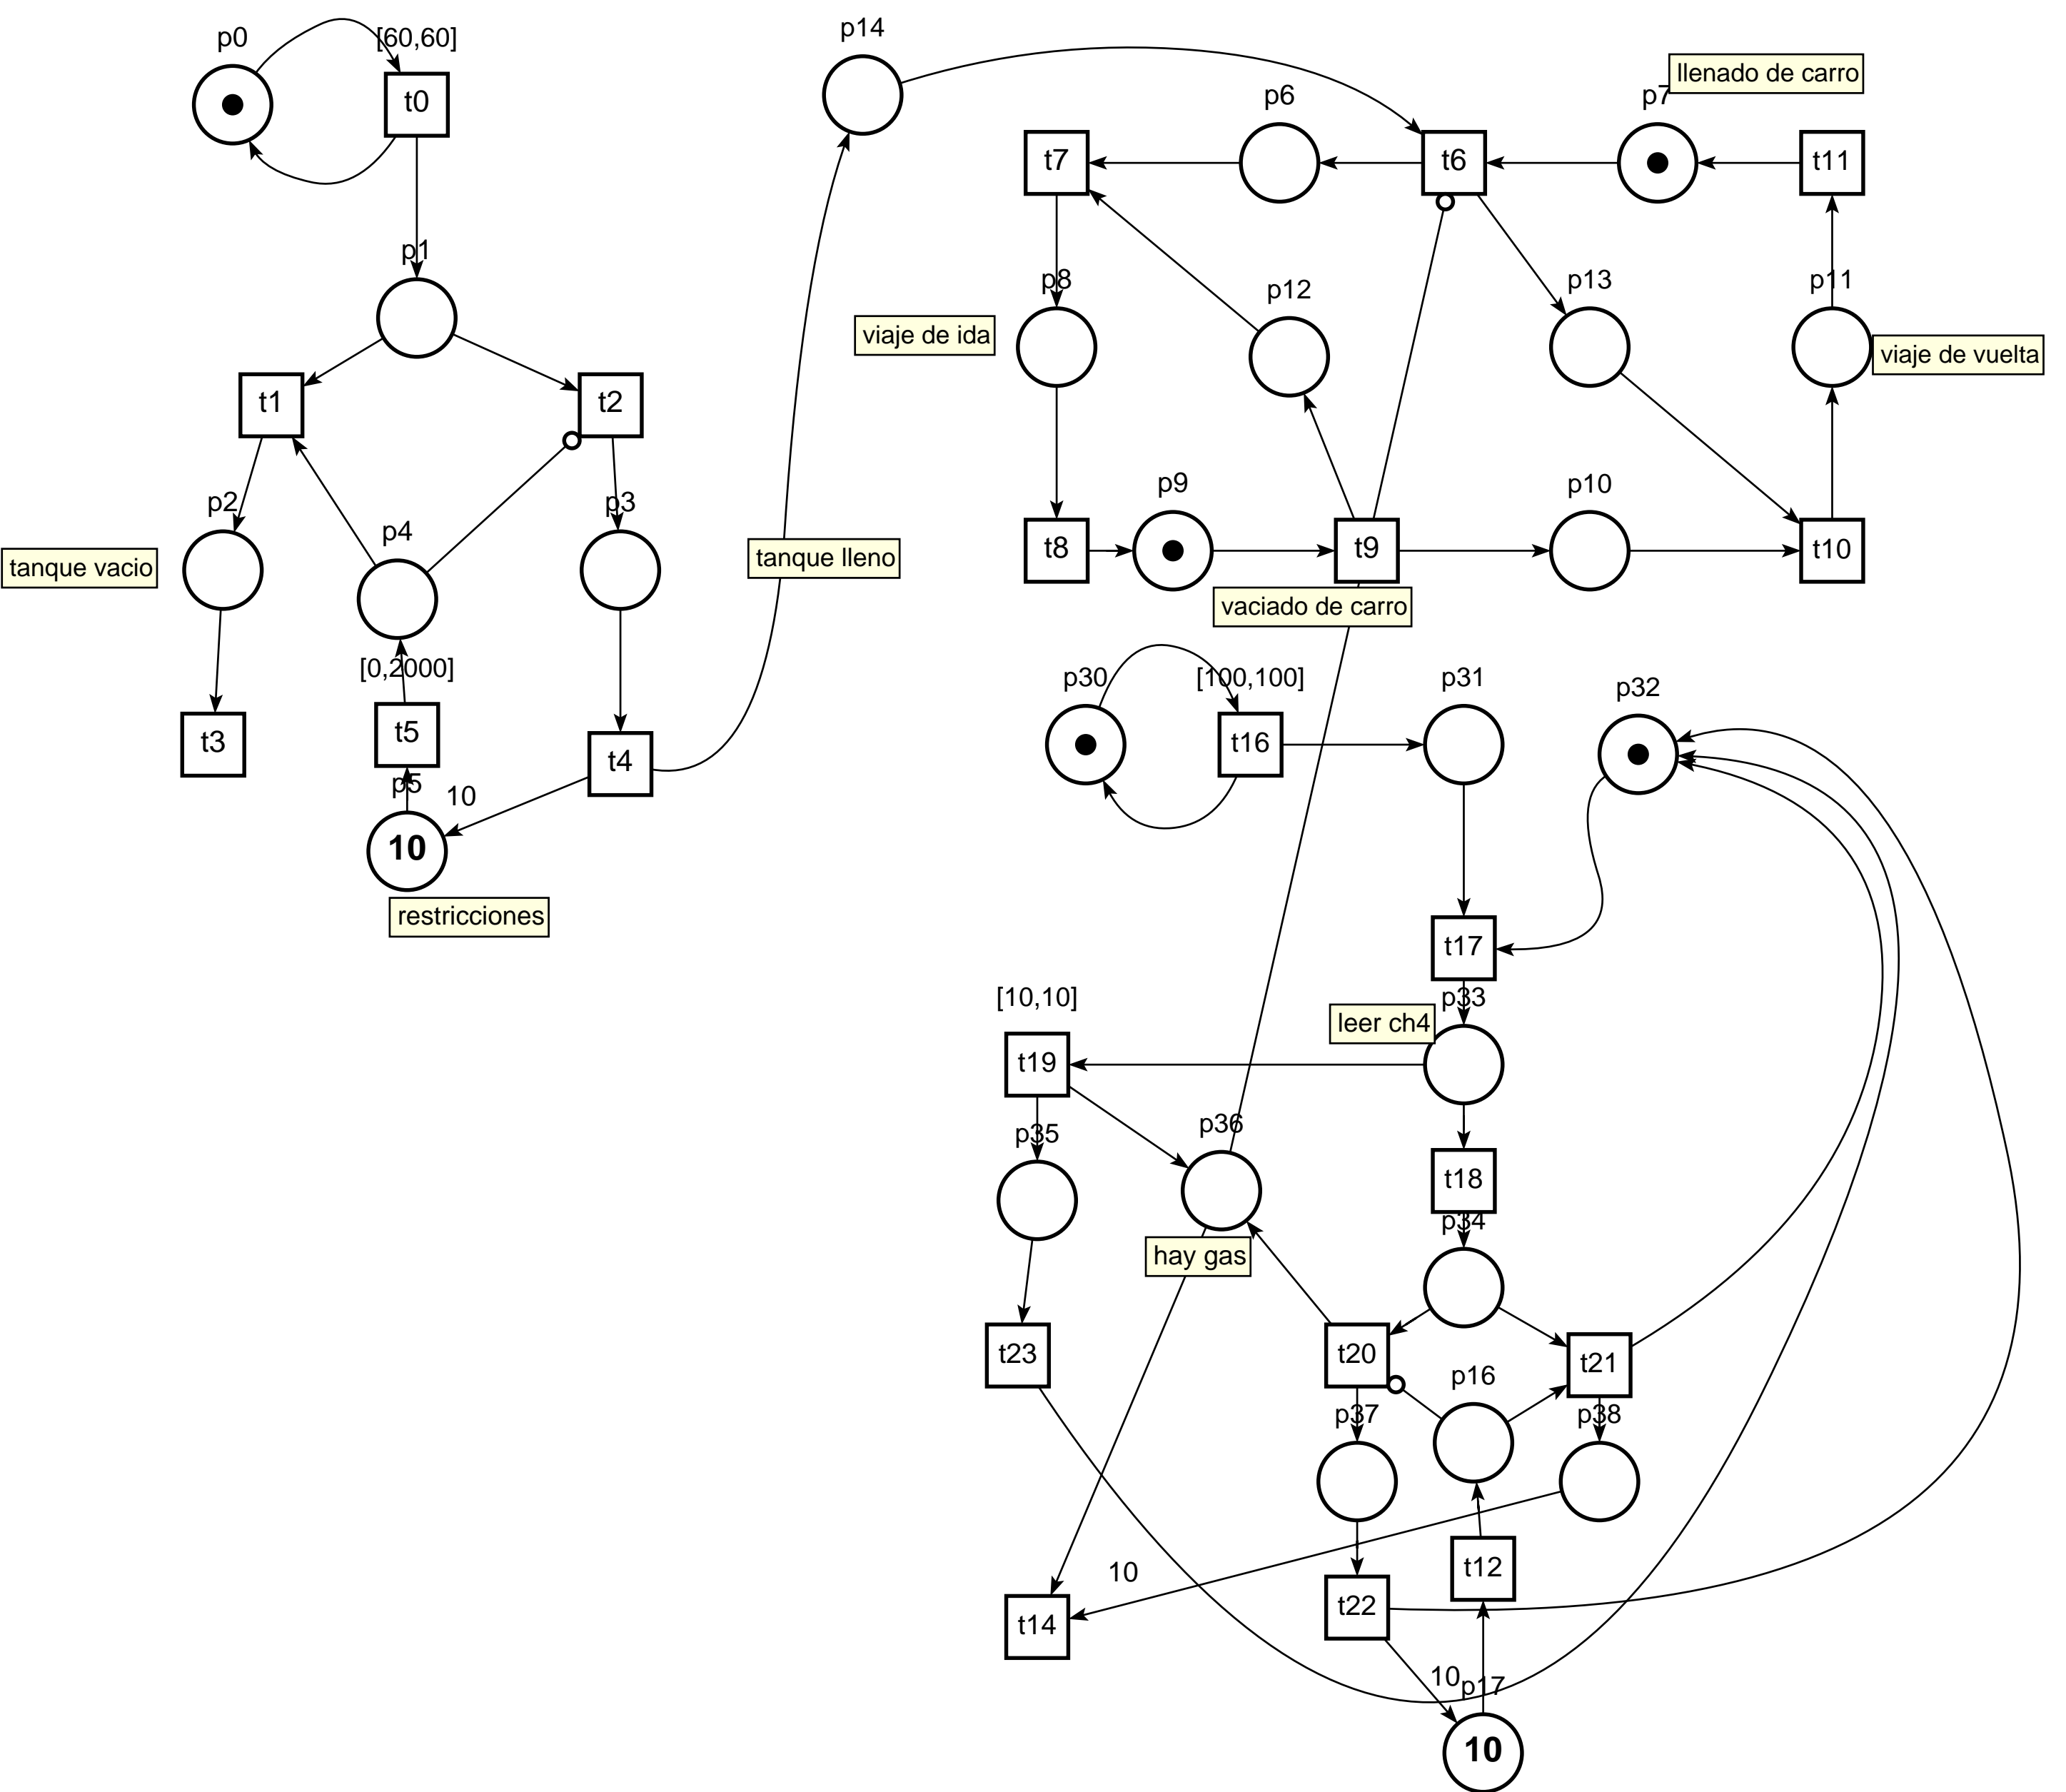 p0
[60,60]
t0
p14
llenado de carro
p6
p7
t7
t6
t11
p1
p8
p12
p13
p11
viaje de ida
viaje de vuelta
t1
t2
p2
p4
p3
p9
p10
tanque vacio
tanque lleno
t8
t9
t10
vaciado de carro
[0,2000]
t3
t5
t4
p5
10
10
restricciones
p30
[100,100]
p31
p32
t16
t17
[10,10]
p33
leer ch4
t19
p35
p36
t18
p34
hay gas
t23
t20
t21
p16
p37
p38
10
t12
t22
t14
10
p17
10